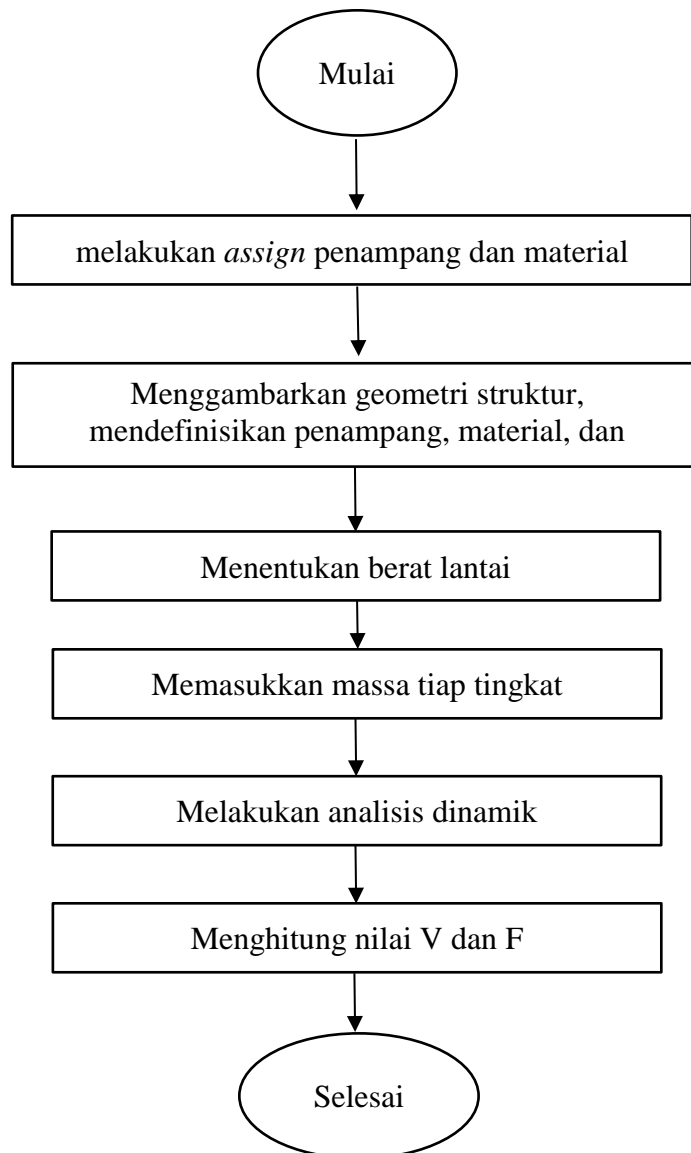 Mulai
melakukan assign penampang dan material
Menggambarkan geometri struktur,
mendefinisikan penampang, material, dan
Menentukan berat lantai
Memasukkan massa tiap tingkat
Melakukan analisis dinamik
Menghitung nilai V dan F
Selesai